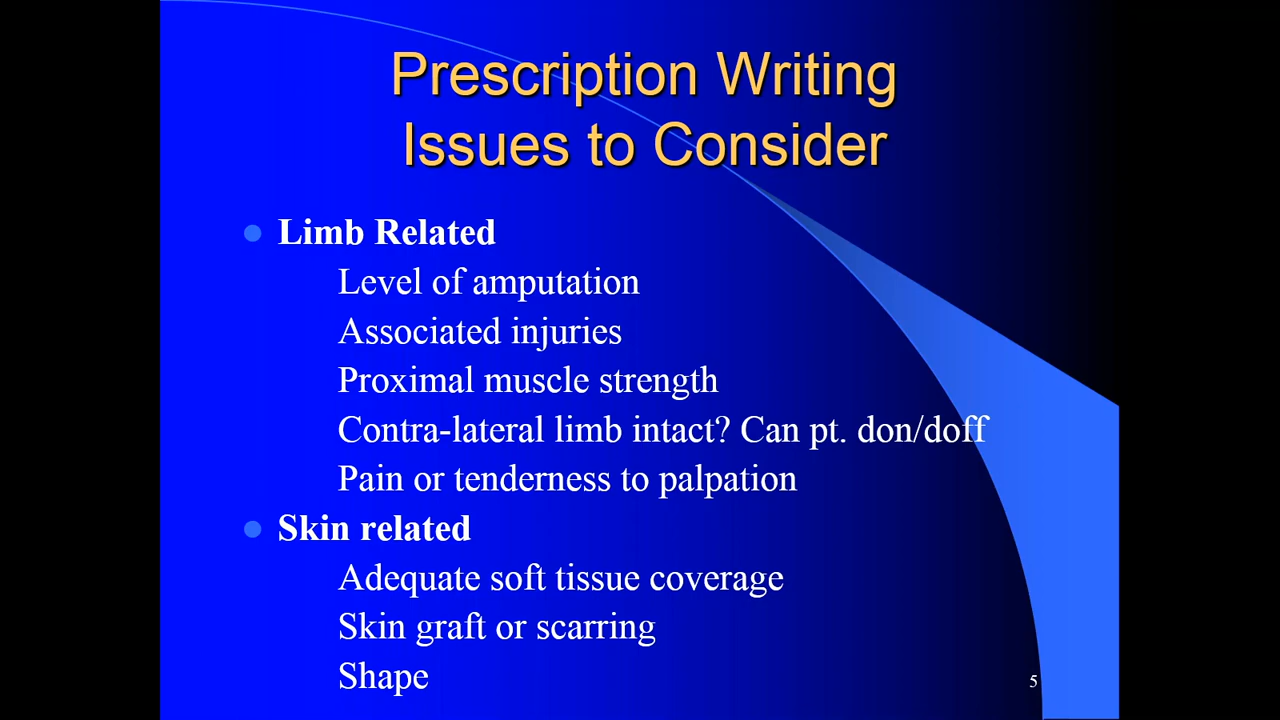 Prescription Writing
Issues to Consider
Limb Related
Level of amputation
Associated injuries
Proximal muscle strength
Contra-lateral limb intact? Can pt. don/doff
Pain or tenderness to palpation
Skin related
Adequate soft tissue coverage
Skin graft or scarring
Shape
5